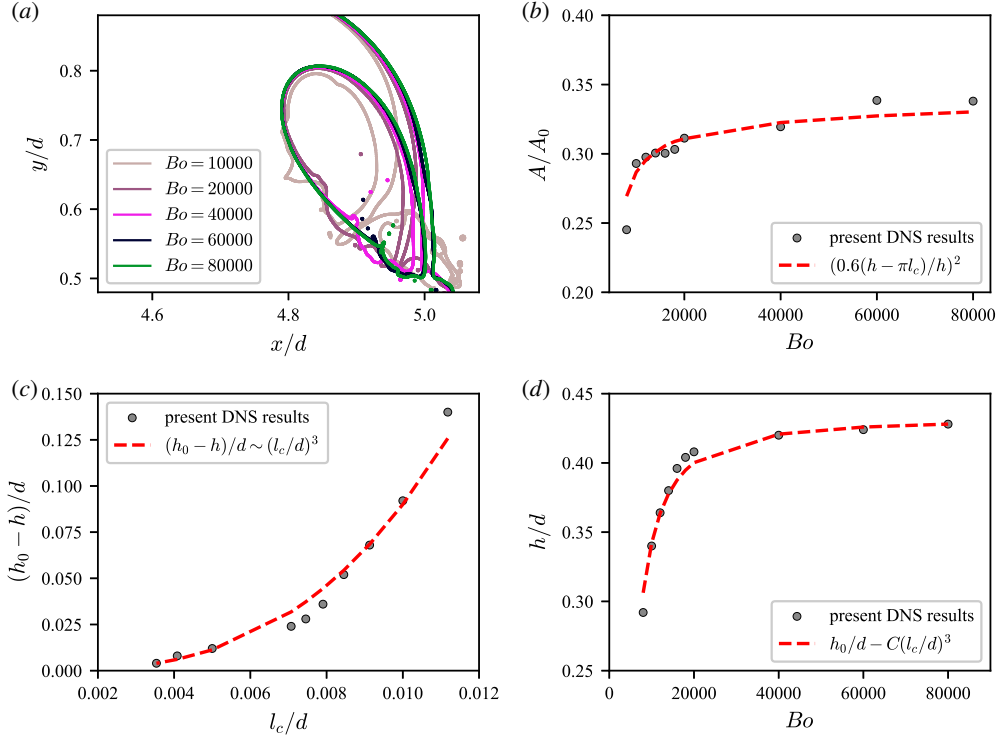 (a)
y/d
0.8
0.7
0.6
0.5
Bo = 10000
Bo = 20000
Bo = 40000
Bo = 60000
Bo = 80000
4.6
4.8
5.0
x/d
(b)
A/A₀
0.40
0.35
0.30
0.25
0.20
present DNS results
(0.6(h − πl_c)/h)²
20000
40000
60000
80000
Bo
(c)
(h₀ − h)/d
0.150
0.125
0.100
0.075
0.050
0.025
0.000
present DNS results
(h₀ − h)/d ∼ (l_c/d)³
0.002
0.004
0.006
0.008
0.010
0.012
l_c/d
(d)
h/d
0.45
0.40
0.35
0.30
0.25
present DNS results
h₀/d − C(l_c/d)³
0
20000
40000
60000
80000
Bo